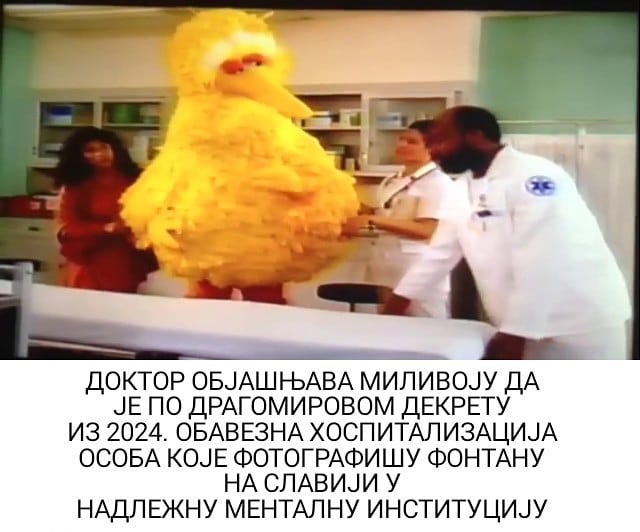 ДОКТОР ОБЈАШЊАВА МИЛИВОЈУ ДА
ЈЕ ПО ДРАГОМИРОВОМ ДЕКРЕТУ
ИЗ 2024. ОБАВЕЗНА ХОСПИТАЛИЗАЦИЈА
ОСОБА КОЈЕ ФОТОГРАФИШУ ФОНТАНУ
НА СЛАВИЈИ У
НАДЛЕЖНУ МЕНТАЛНУ ИНСТИТУЦИЈУ